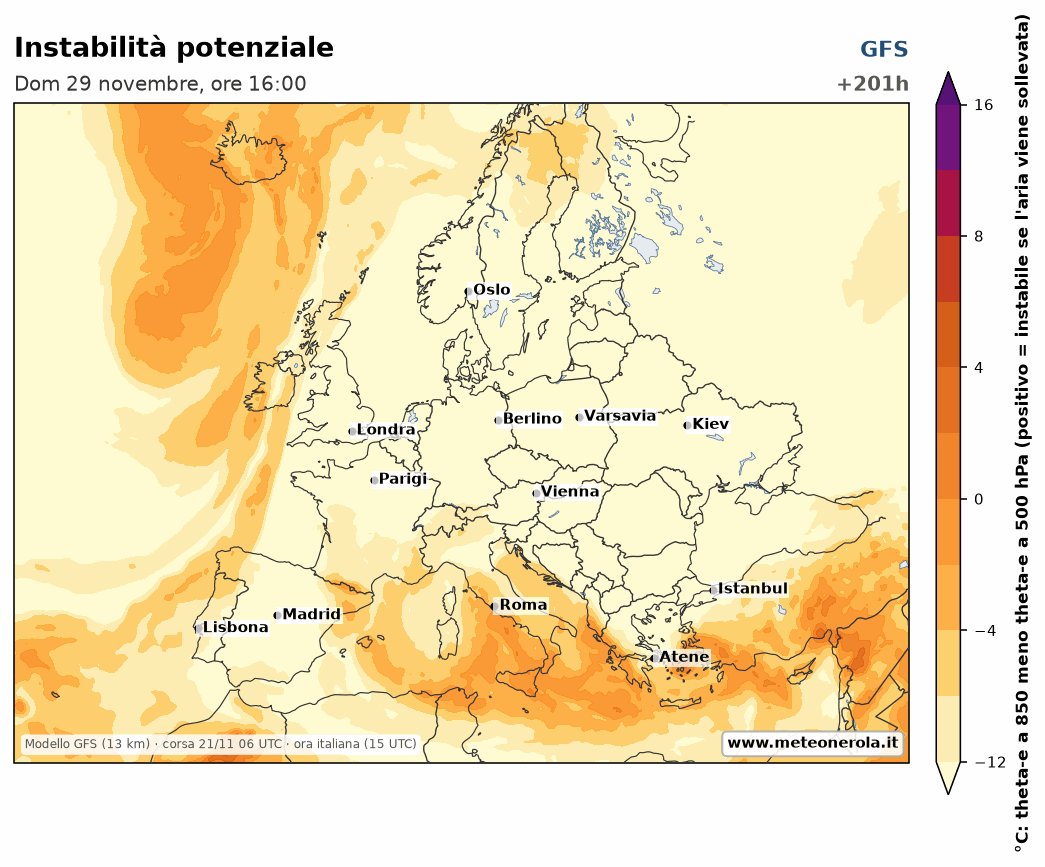 Instabilità potenziale
GFS
Dom 29 novembre, ore 16:00
+201h
16
8
4
0
−4
−12
°C: theta-e a 850 meno theta-e a 500 hPa (positivo = instabile se l'aria viene sollevata)
Oslo
Berlino
Varsavia
Kiev
Londra
Parigi
Vienna
Istanbul
Roma
Madrid
Lisbona
Atene
Modello GFS (13 km) · corsa 21/11 06 UTC · ora italiana (15 UTC)
www.meteonerola.it